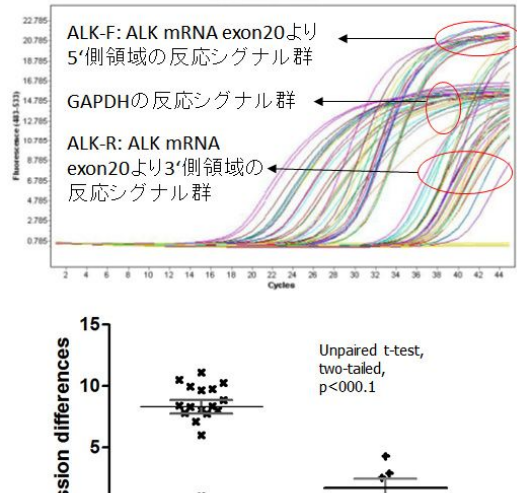 22.785
20.785
18.785
16.785
14.785
12.785
10.785
8.785
6.785
4.785
2.785
0.785
Fluorescence (483-533)
ALK-F: ALK mRNA exon20より
5‘側領域の反応シグナル群
GAPDHの反応シグナル群
ALK-R: ALK mRNA
exon20より3‘側領域の
反応シグナル群
2 4 6 8 10 12 14 16 18 20 22 24 26 28 30 32 34 36 38 40 42 44
Cycles
15
10
5
ssion differences
Unpaired t-test,
two-tailed,
p<000.1